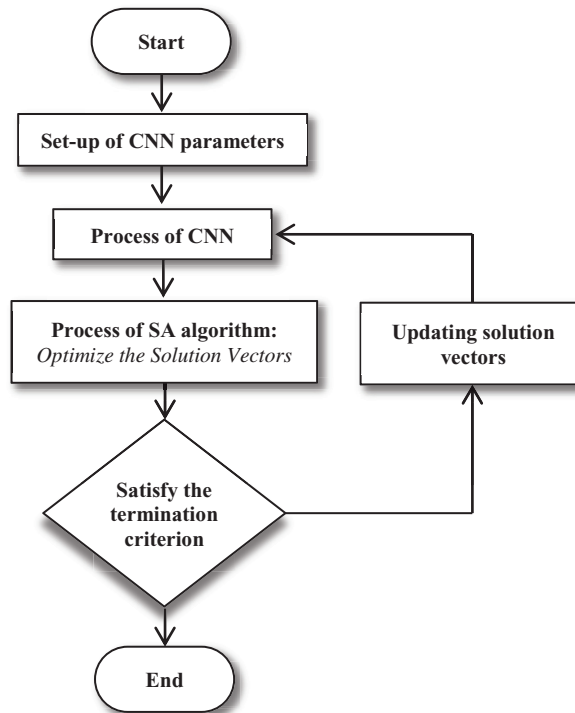 Start
Set-up of CNN parameters
Process of CNN
Process of SA algorithm:
Optimize the Solution Vectors
Updating solution
vectors
Satisfy the
termination
criterion
End